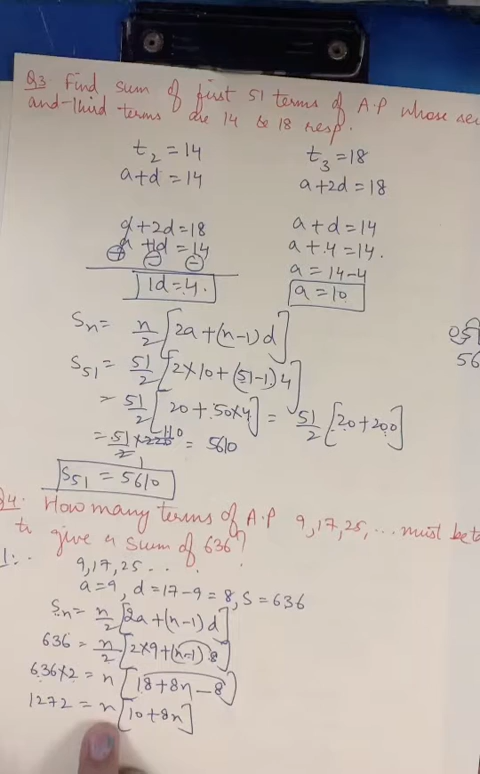 Q3 Find sum of first 51 terms of A.P whose
and third terms are 14 & 18 resp.
t₂ = 14
a+d = 14
t₃ = 18
a+2d = 18
a+2d = 18
a+1d = 14
⊕ ⊖ ⊖
1d = 4.
a+d = 14
a+4 = 14.
a = 14-4
a = 10
Sn = n/2 [2a+(n-1)d]
S₅₁ = 51/2 [2×10+(51-1)4]
= 51/2 [20+50×4] = 51/2 [20+200]
= 51/2 × 220 110 = 5610
1
S₅₁ = 5610
56
Q4. How many terms of A.P 9,17,25,... must be
to give a sum of 636?
9,17,25...
a=9, d=17-9=8, S=636
Sn = n/2 [2a+(n-1)d]
636 = n/2 [2×9+(n-1)8]
636×2 = n [18+8n-8]
1272 = n [10+8n]